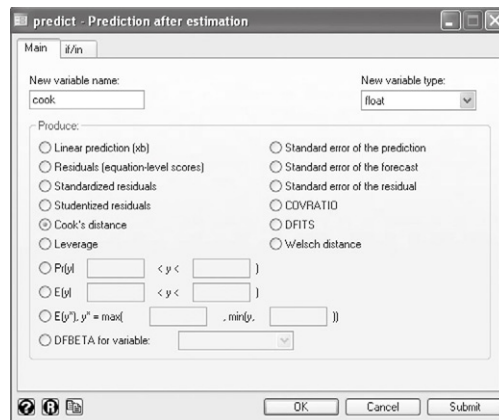 predict - Prediction after estimation
Main if/in
New variable name: New variable type:
cook float
Produce:
Linear prediction (xb) Standard error of the prediction
Residuals (equation-level scores) Standard error of the forecast
Standardized residuals Standard error of the residual
Studentized residuals COVRATIO
Cook's distance DFITS
Leverage Welsch distance
Pr(y| < y < )
E(y| < y < )
E(y*), y* = max( , min(y, ))
DFBETA for variable:
? R OK Cancel Submit